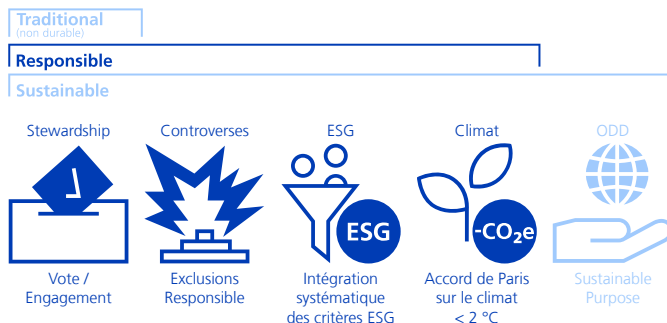 Traditional
(non durable)
Responsible
Sustainable
Stewardship
Controverses
ESG
Climat
ODD
ESG
-CO₂e
Vote /
Engagement
Exclusions
Responsible
Intégration
systématique
des critères ESG
Accord de Paris
sur le climat
< 2 °C
Sustainable
Purpose